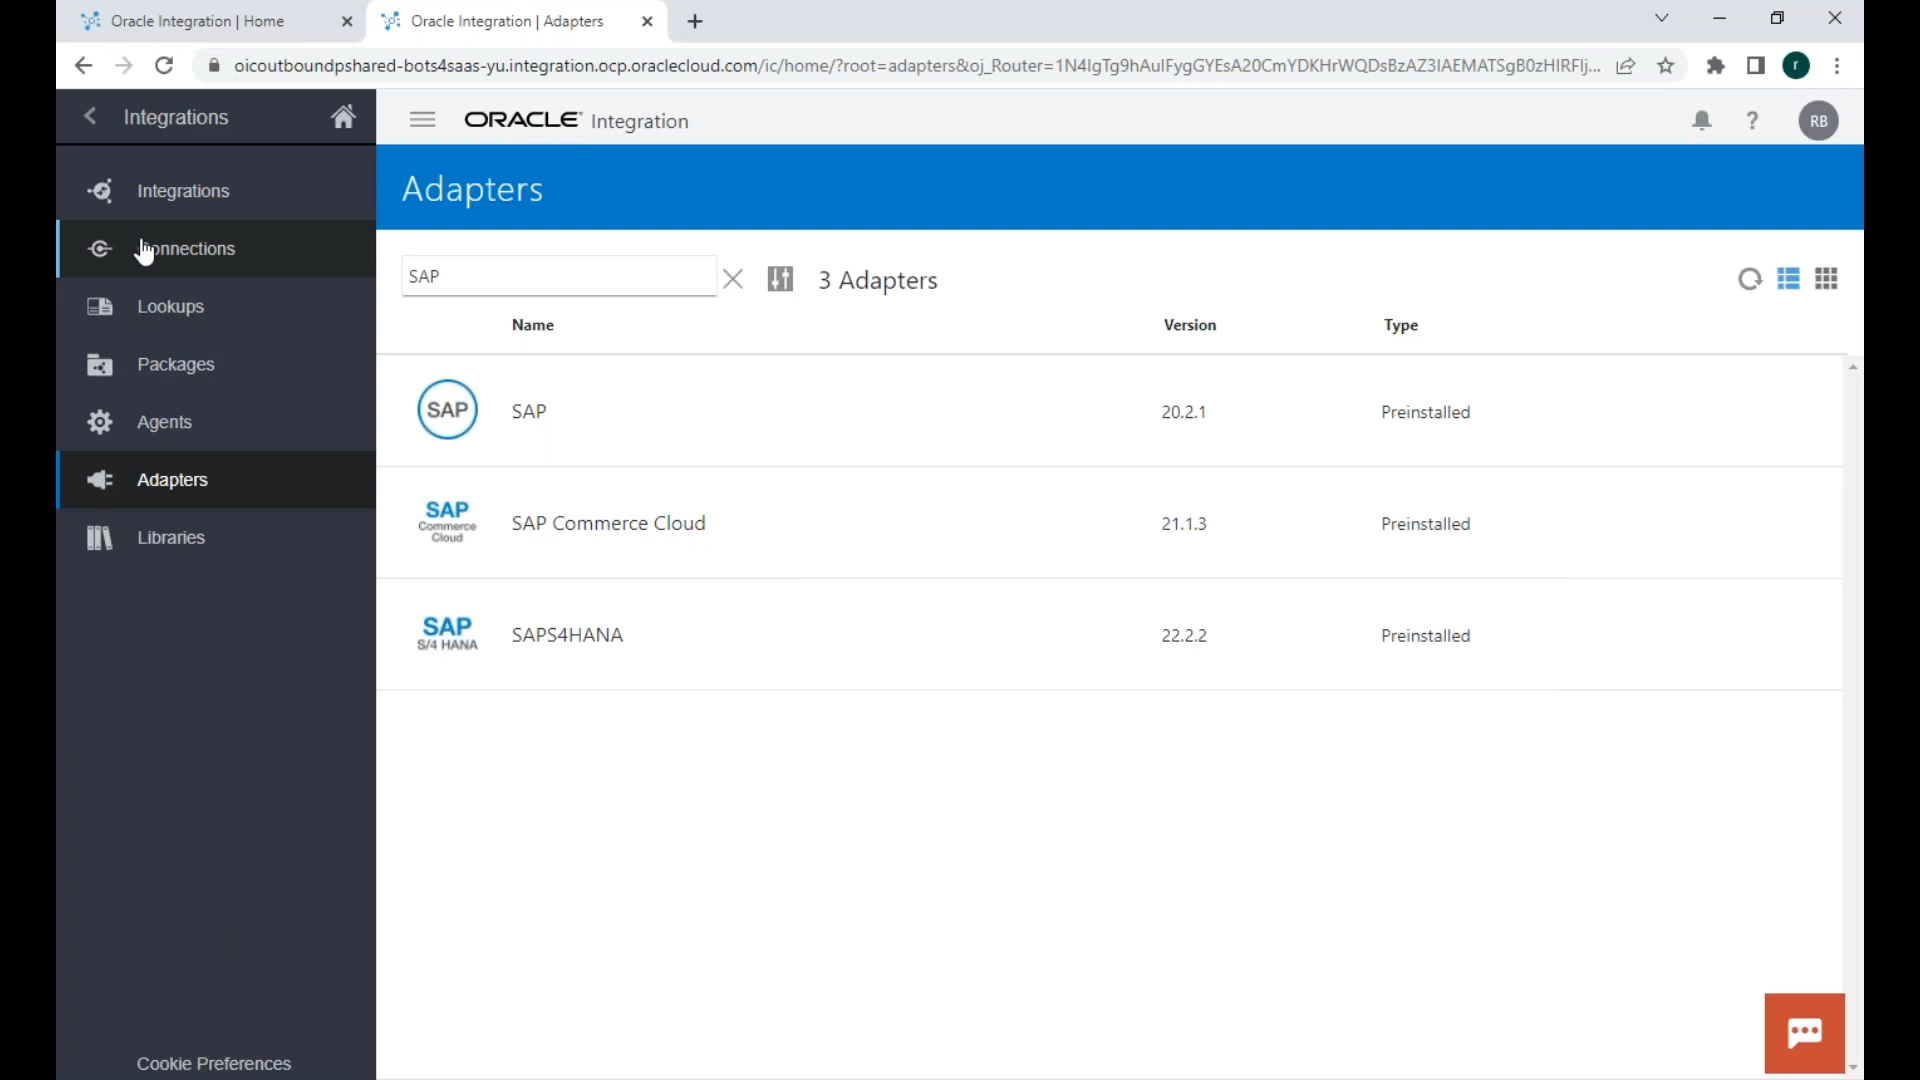 Oracle Integration | Home
Oracle Integration | Adapters
oicoutboundpshared-bots4saas-yu.integration.ocp.oraclecloud.com/ic/home/?root=adapters&oj_Router=1N4IgTg9hAulFygGYEsA20CmYDKHrWQDsBzAZ3IAEMATSgB0zHIRFIj...
r
Integrations
ORACLE Integration
RB
Integrations
Connections
Lookups
Packages
Agents
Adapters
Libraries
Cookie Preferences
Adapters
SAP
3 Adapters
Name Version Type
SAP SAP 20.2.1 Preinstalled
SAP Commerce Cloud SAP Commerce Cloud 21.1.3 Preinstalled
SAP S/4 HANA SAPS4HANA 22.2.2 Preinstalled